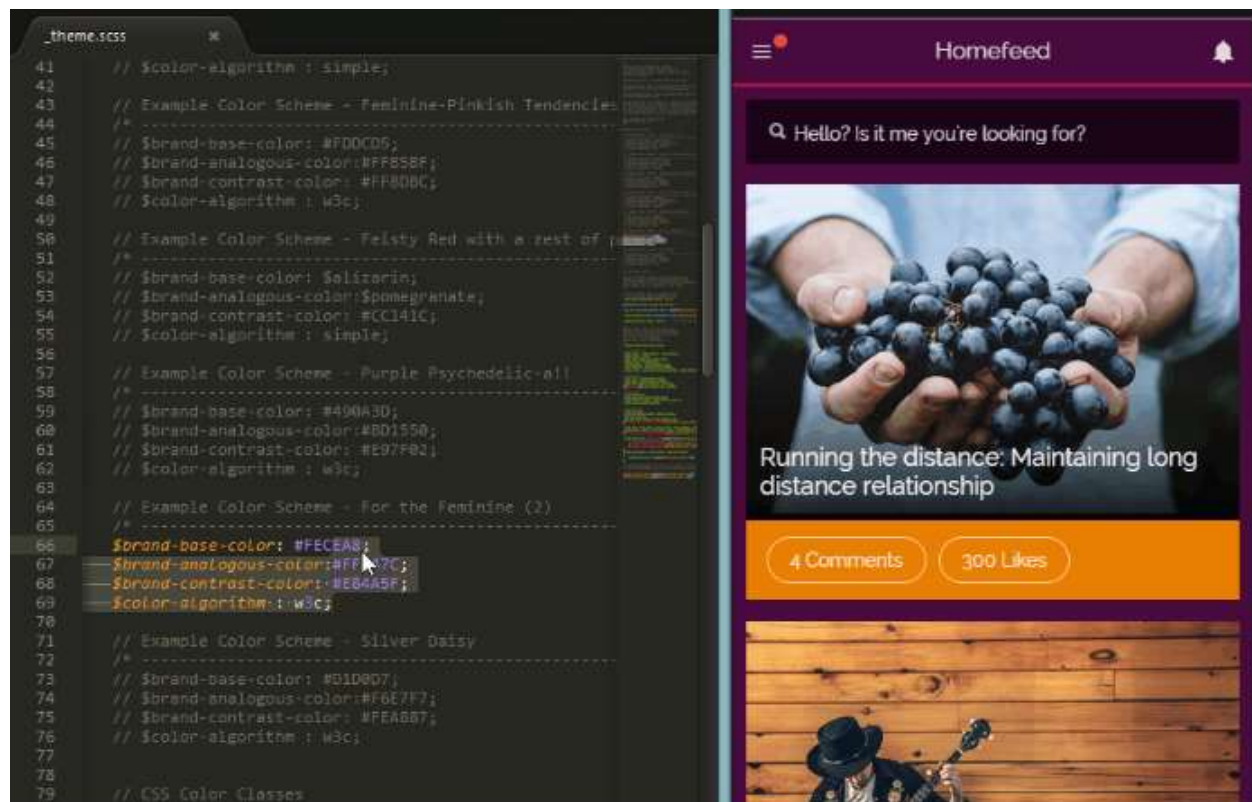 _theme.scss
41 // $color-algorithm : simple;
42
43 // Example Color Scheme - Feminine-Pinkish Tendencies
44 /* --------------------------------------------------
45 // $brand-base-color: #FDDCD5;
46 // $brand-analogous-color:#FFB5BF;
47 // $brand-contrast-color: #FF8DBC;
48 // $color-algorithm : w3c;
49
50 // Example Color Scheme - Feisty Red with a zest of
51 /* --------------------------------------------------
52 // $brand-base-color: $alizarin;
53 // $brand-analogous-color:$pomegranate;
54 // $brand-contrast-color: #CC141C;
55 // $color-algorithm : simple;
56
57 // Example Color Scheme - Purple Psychedelic-a!!
58 /* --------------------------------------------------
59 // $brand-base-color: #490A3D;
60 // $brand-analogous-color:#BD1550;
61 // $brand-contrast-color: #E97F02;
62 // $color-algorithm : w3c;
63
64 // Example Color Scheme - For the Feminine (2)
65 /* --------------------------------------------------
66 $brand-base-color: #FECEA8;
67 $brand-analogous-color:
68 $brand-contrast-color: #E84A5F;
69 $color-algorithm : w3c;
70
71 // Example Color Scheme - Silver Daisy
72 /* --------------------------------------------------
73 // $brand-base-color: #D1D0D7;
74 // $brand-analogous-color:#F6E7F7;
75 // $brand-contrast-color: #FEA887;
76 // $color-algorithm : w3c;
77
78
79 // CSS Color Classes
Homefeed
Hello? Is it me you're looking for?
Running the distance: Maintaining long
distance relationship
4 Comments
300 Likes